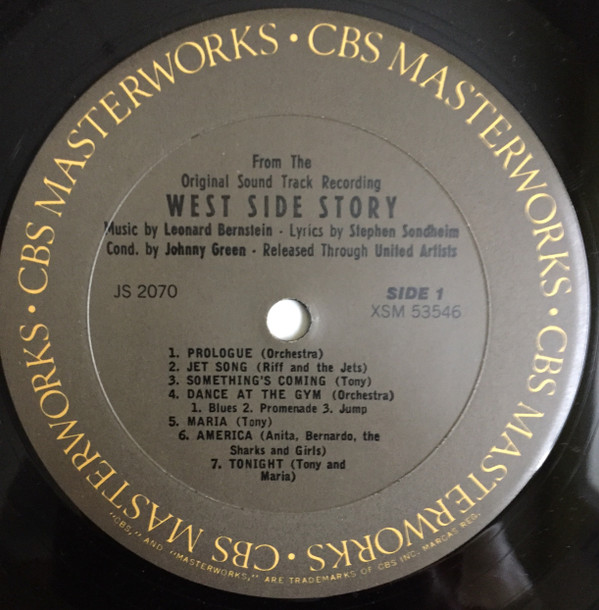 CBS MASTERWORKS • CBS MASTERWORKS • CBS MASTERWORKS • CBS MASTERWORKS • CBS MASTERWORKS •
From The
Original Sound Track Recording
WEST SIDE STORY
Music by Leonard Bernstein - Lyrics by Stephen Sondheim
Cond. by Johnny Green - Released Through United Artists
JS 2070
SIDE 1
XSM 53546
1. PROLOGUE (Orchestra)
2. JET SONG (Riff and the Jets)
3. SOMETHING'S COMING (Tony)
4. DANCE AT THE GYM (Orchestra)
1. Blues 2. Promenade 3. Jump
5. MARIA (Tony)
6. AMERICA (Anita, Bernardo, the
Sharks and Girls)
7. TONIGHT (Tony and
Maria)
"CBS," AND "MASTERWORKS," ARE TRADEMARKS OF CBS INC. MARCAS REG.